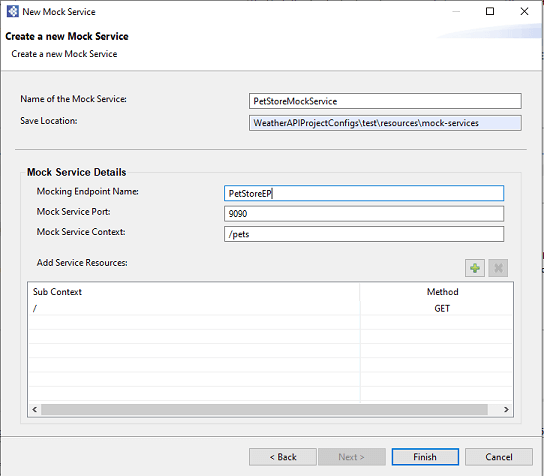 New Mock Service
Create a new Mock Service
Create a new Mock Service
Name of the Mock Service:
PetStoreMockService
Save Location:
WeatherAPIProjectConfigs\test\resources\mock-services
Mock Service Details
Mocking Endpoint Name:
PetStoreEP
Mock Service Port:
9090
Mock Service Context:
/pets
Add Service Resources:
Sub Context
Method
/
GET
< Back
Next >
Finish
Cancel